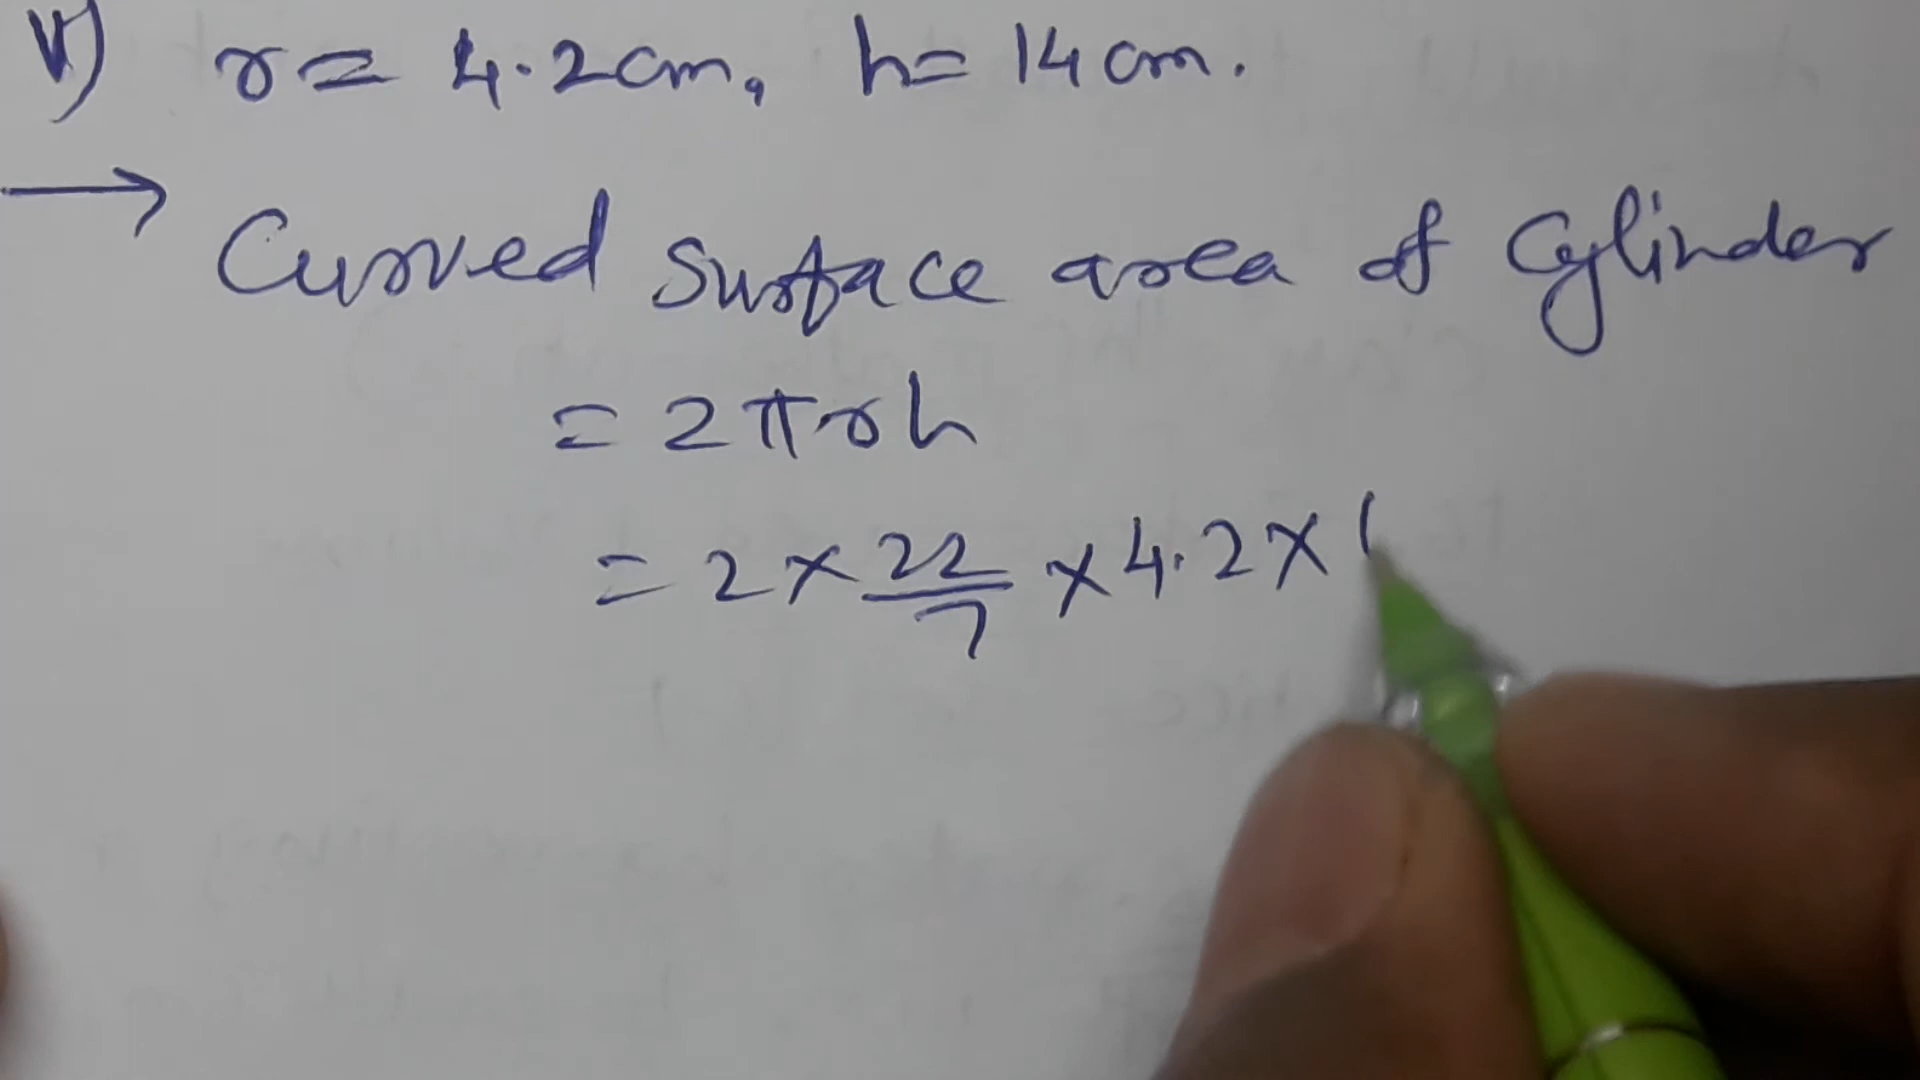 V) r = 4.2cm, h = 14 cm.
→ Curved surface area of Cylinder
= 2πrh
= 2 × 22/7 × 4.2 × 1